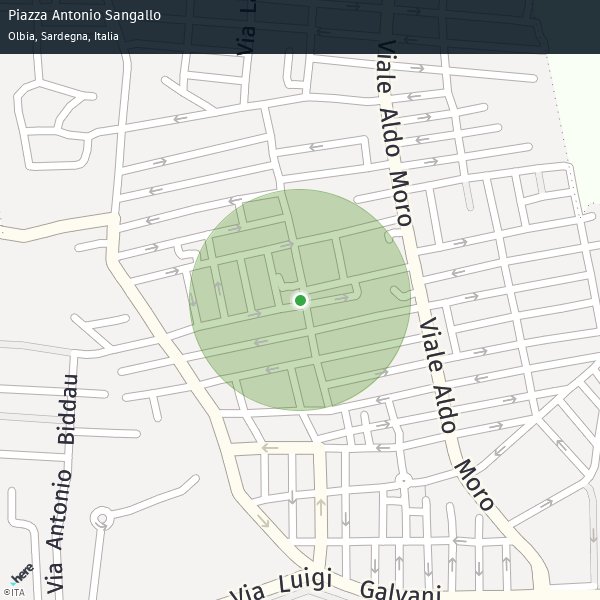 Piazza Antonio Sangallo
Olbia, Sardegna, Italia
Via L
Viale Aldo Moro
Viale Aldo Moro
Via Antonio Biddau
Via Luigi Galvani
here
©ITA